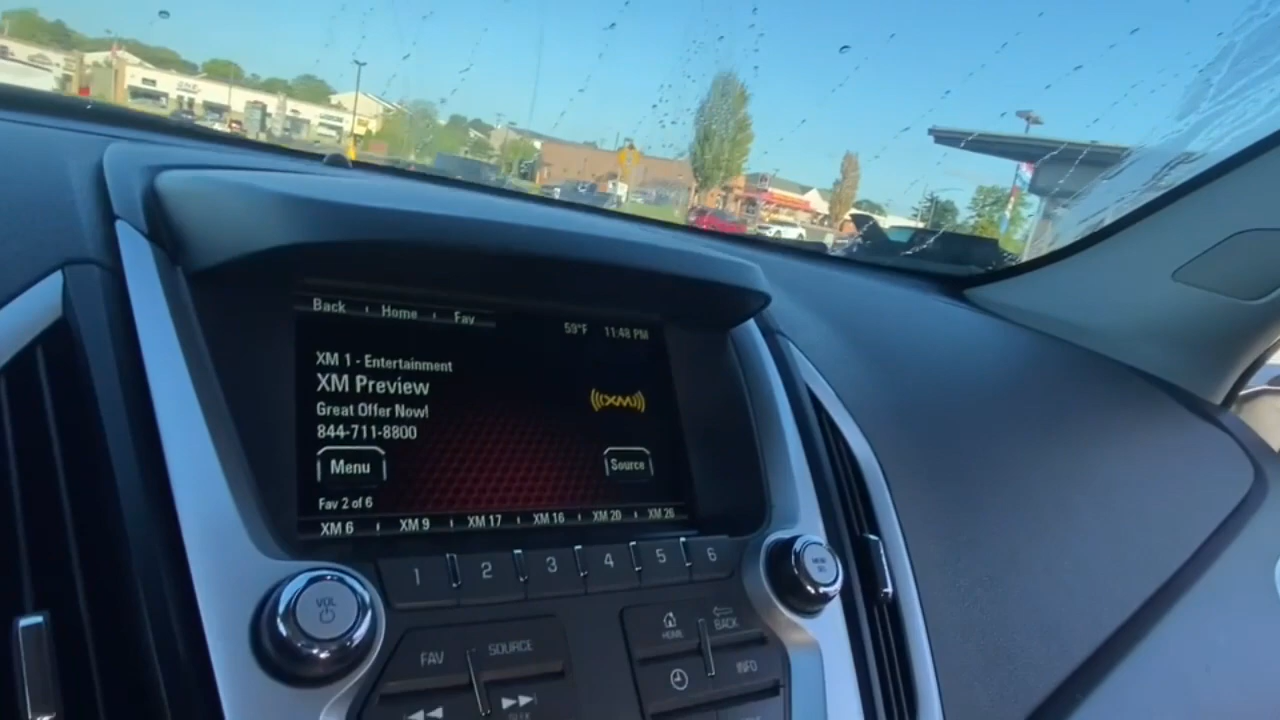 Back Home Fav
59°F 11:48 PM
XM 1 - Entertainment
XM Preview
Great Offer Now!
844-711-8800
((XM))
Menu
Source
Fav 2 of 6
XM 6 XM 9 XM 17 XM 16 XM 20 XM 26
1 2 3 4 5 6
VOL
FAV SOURCE
HOME BACK
INFO